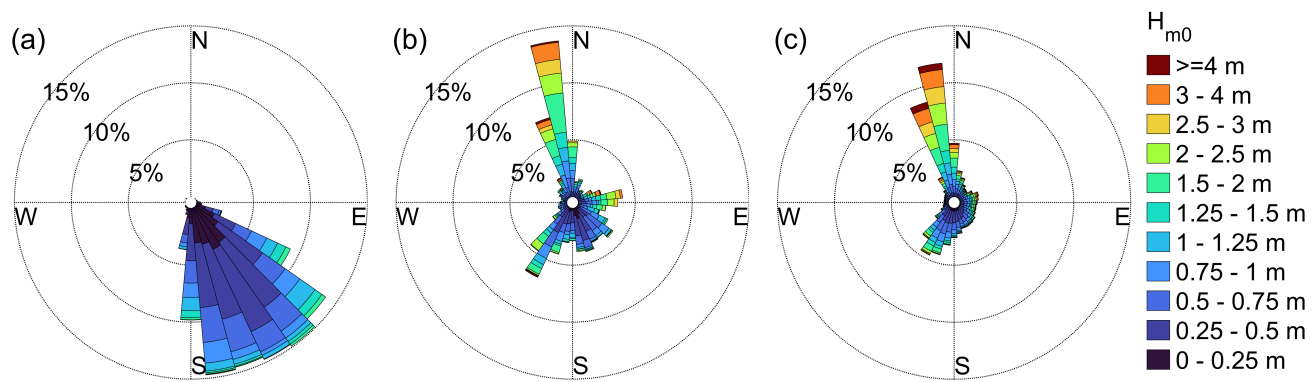 (a)
N
15%
10%
5%
W
E
S
(b)
N
15%
10%
5%
W
E
S
(c)
N
15%
10%
5%
W
E
S
H_m0
>=4 m
3 - 4 m
2.5 - 3 m
2 - 2.5 m
1.5 - 2 m
1.25 - 1.5 m
1 - 1.25 m
0.75 - 1 m
0.5 - 0.75 m
0.25 - 0.5 m
0 - 0.25 m